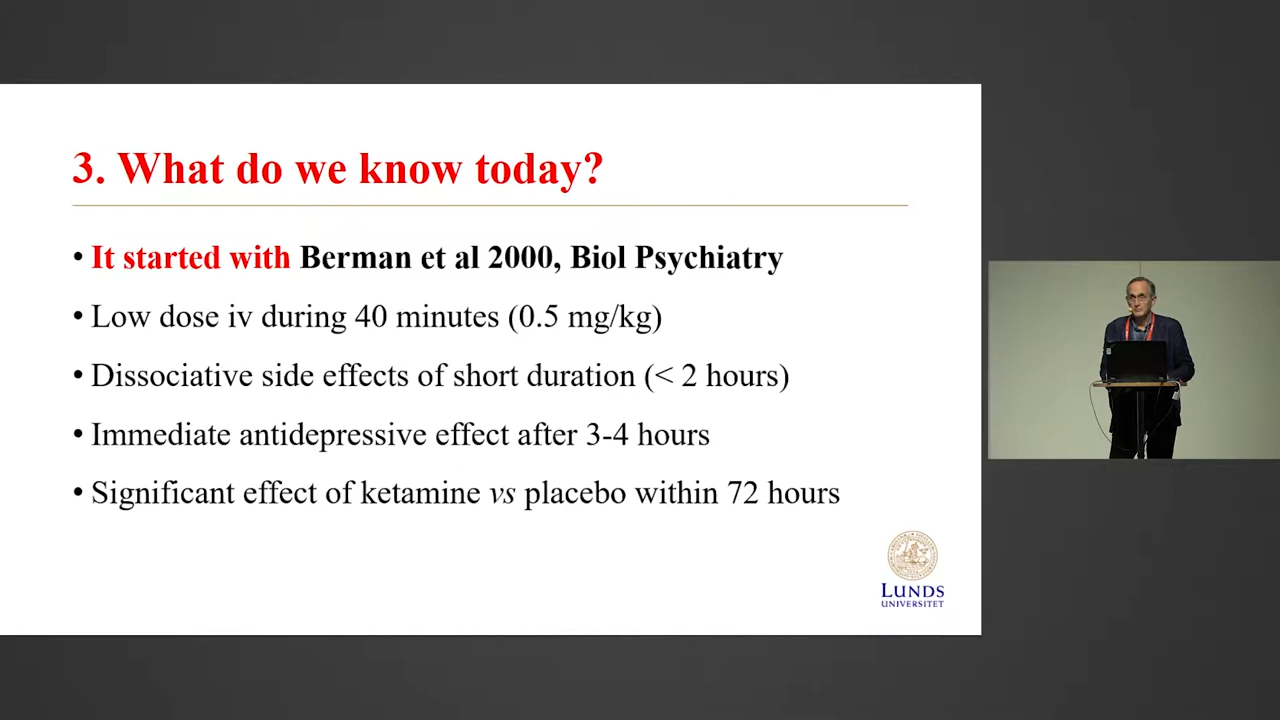 3. What do we know today?
• It started with Berman et al 2000, Biol Psychiatry
• Low dose iv during 40 minutes (0.5 mg/kg)
• Dissociative side effects of short duration (< 2 hours)
• Immediate antidepressive effect after 3-4 hours
• Significant effect of ketamine vs placebo within 72 hours
LUNDS
UNIVERSITET